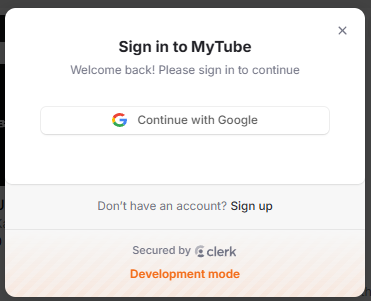 Sign in to MyTube
Welcome back! Please sign in to continue
Continue with Google
Don't have an account? Sign up
Secured by clerk
Development mode